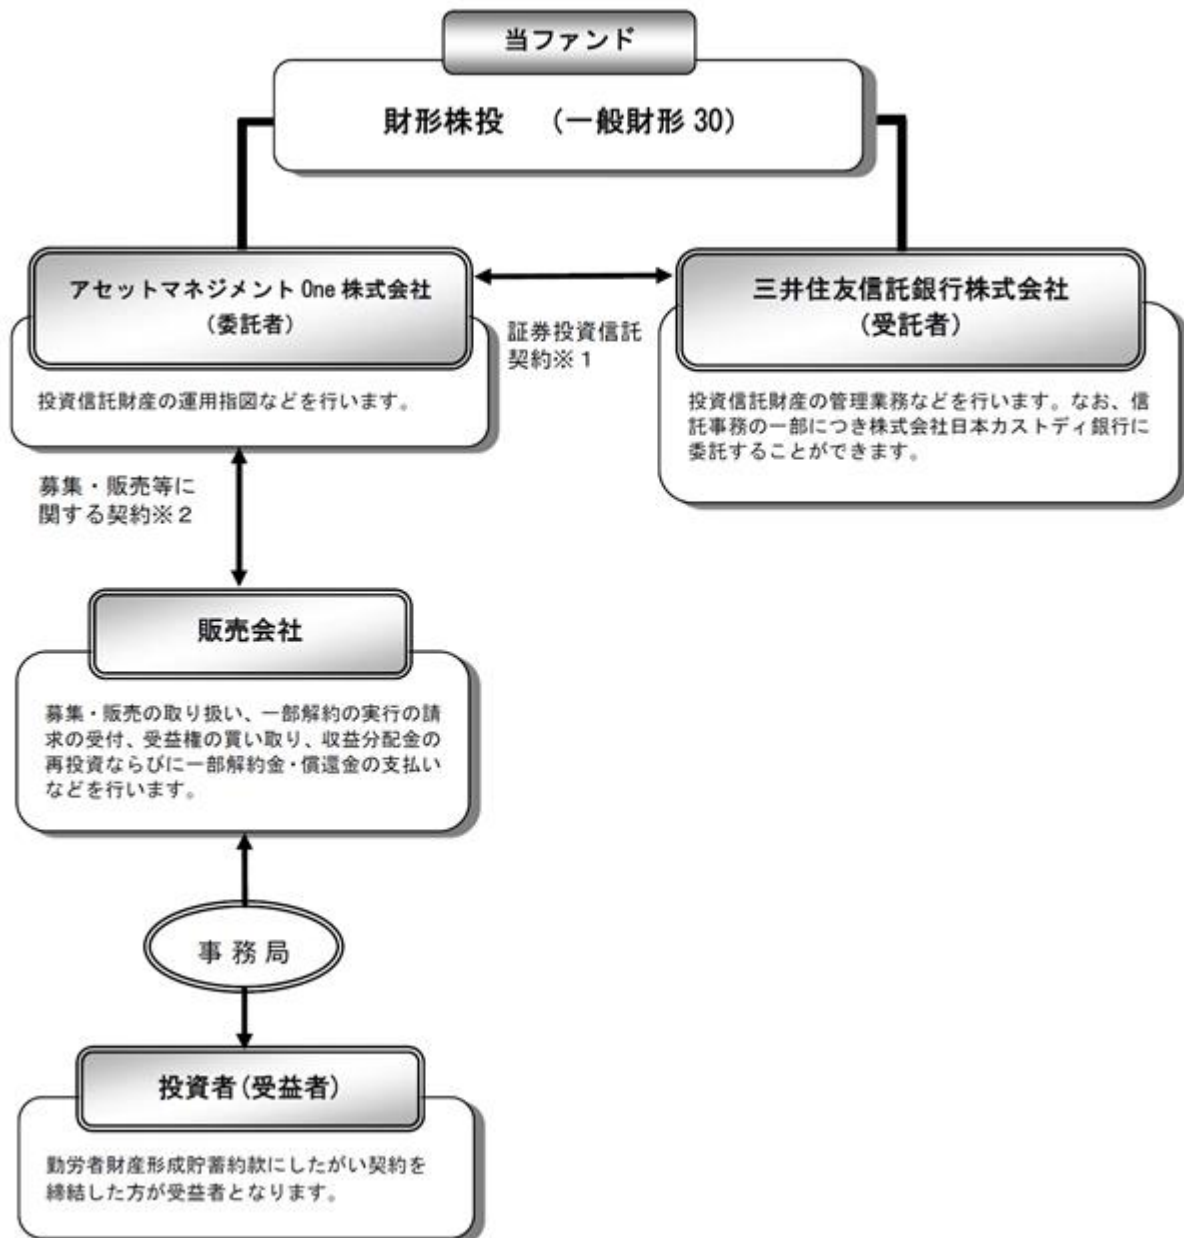 当ファンド
財形株投 （一般財形 30）
アセットマネジメント One 株式会社
（委託者）
投資信託財産の運用指図などを行います。
証券投資信託
契約※１
三井住友信託銀行株式会社
（受託者）
投資信託財産の管理業務などを行います。なお、信
託事務の一部につき株式会社日本カストディ銀行に
委託することができます。
募集・販売等に
関する契約※２
販売会社
募集・販売の取り扱い、一部解約の実行の請
求の受付、受益権の買い取り、収益分配金の
再投資ならびに一部解約金・償還金の支払い
などを行います。
事務局
投資者(受益者)
勤労者財産形成貯蓄約款にしたがい契約を
締結した方が受益者となります。